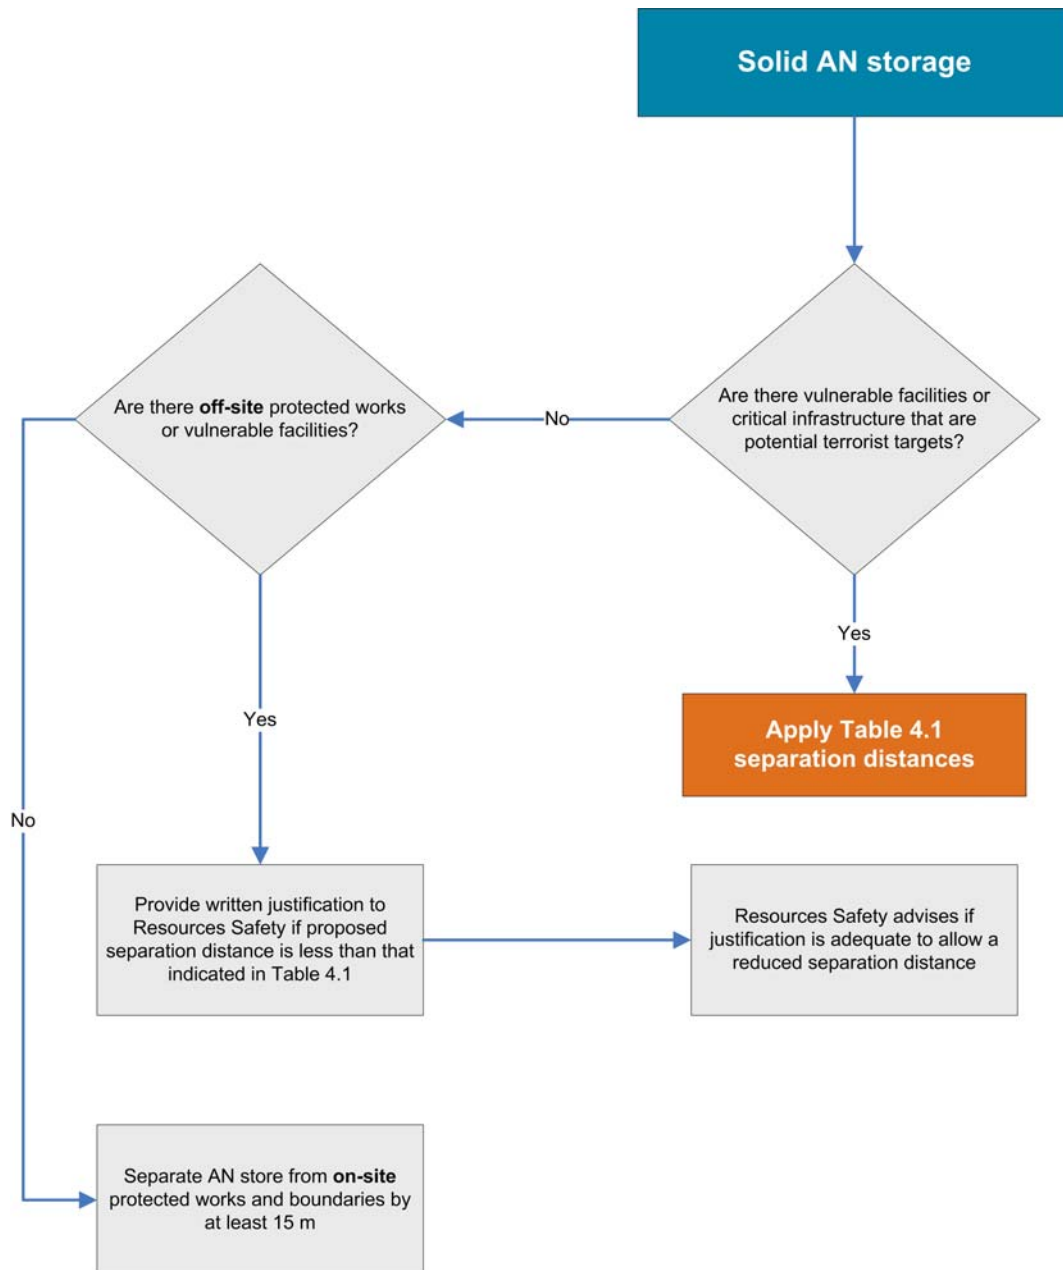 Solid AN storage
Are there vulnerable facilities or
critical infrastructure that are
potential terrorist targets?
No
Are there off-site protected works
or vulnerable facilities?
Yes
Apply Table 4.1
separation distances
Yes
No
Provide written justification to
Resources Safety if proposed
separation distance is less than that
indicated in Table 4.1
Resources Safety advises if
justification is adequate to allow a
reduced separation distance
Separate AN store from on-site
protected works and boundaries by
at least 15 m